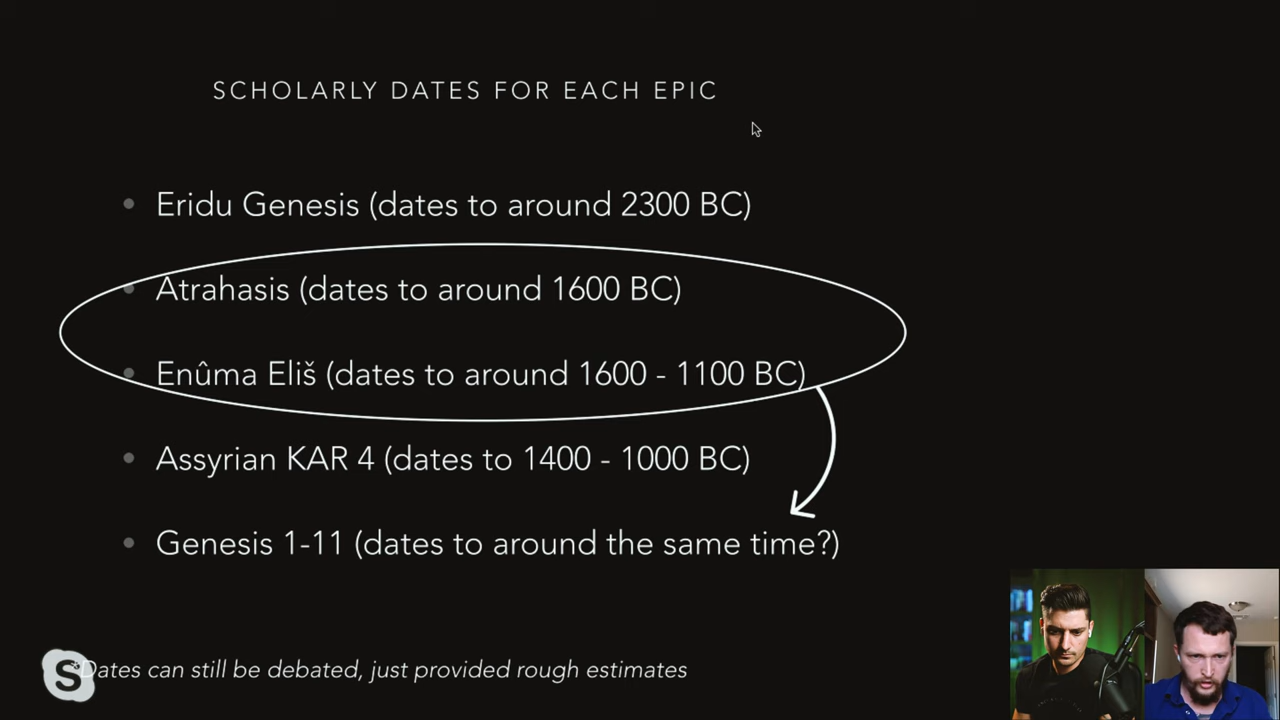 SCHOLARLY DATES FOR EACH EPIC
• Eridu Genesis (dates to around 2300 BC)
• Atrahasis (dates to around 1600 BC)
• Enûma Eliš (dates to around 1600 - 1100 BC)
• Assyrian KAR 4 (dates to 1400 - 1000 BC)
• Genesis 1-11 (dates to around the same time?)
S
*Dates can still be debated, just provided rough estimates